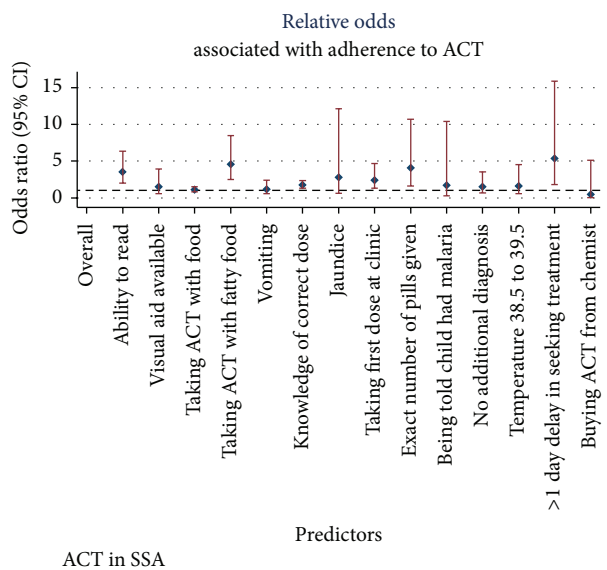 Relative odds
associated with adherence to ACT
Odds ratio (95% CI)
15
10
5
0
Overall
Ability to read
Visual aid available
Taking ACT with food
Taking ACT with fatty food
Vomiting
Knowledge of correct dose
Jaundice
Taking first dose at clinic
Exact number of pills given
Being told child had malaria
No additional diagnosis
Temperature 38.5 to 39.5
>1 day delay in seeking treatment
Buying ACT from chemist
Predictors
ACT in SSA